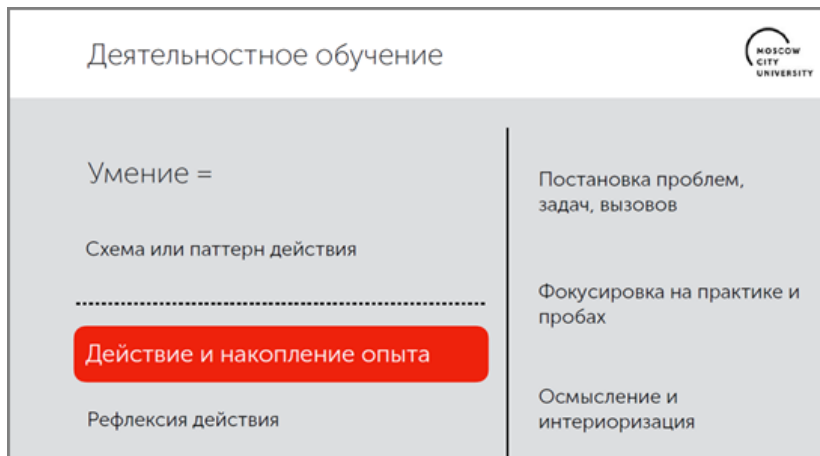 Деятельностное обучение
MOSCOW
CITY
UNIVERSITY
Умение =
Схема или паттерн действия
Действие и накопление опыта
Рефлексия действия
Постановка проблем,
задач, вызовов
Фокусировка на практике и
пробах
Осмысление и
интериоризация